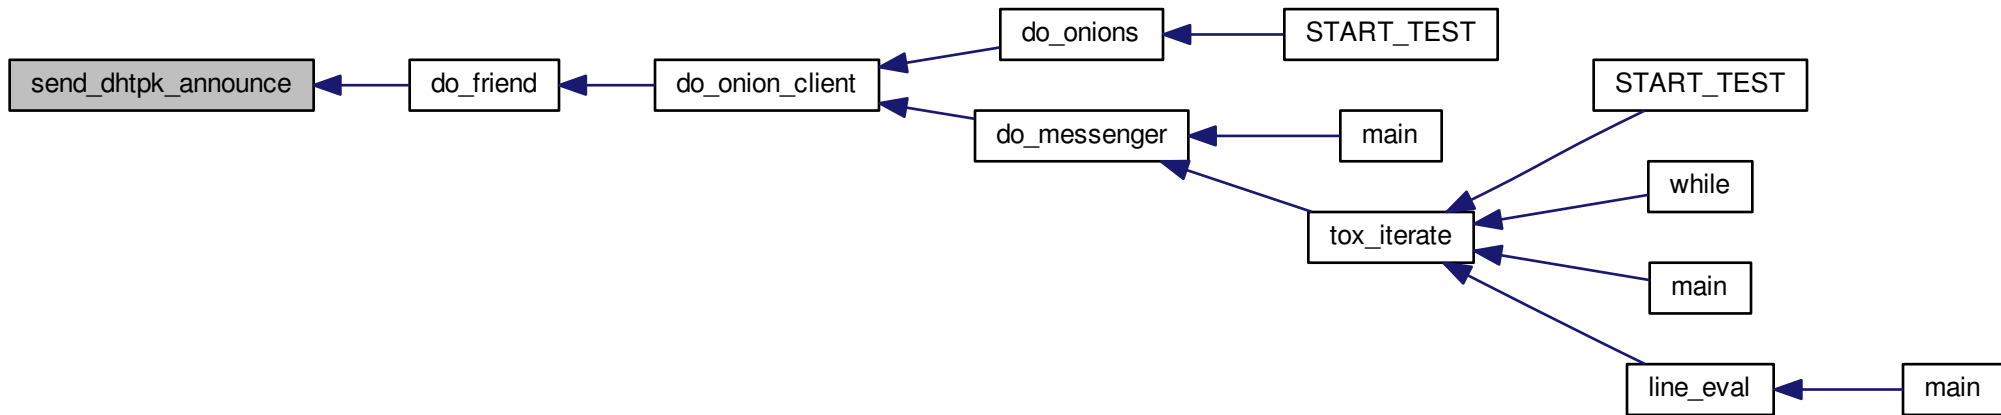 do_onions
START_TEST
send_dhtpk_announce
do_friend
do_onion_client
START_TEST
do_messenger
main
while
tox_iterate
main
line_eval
main